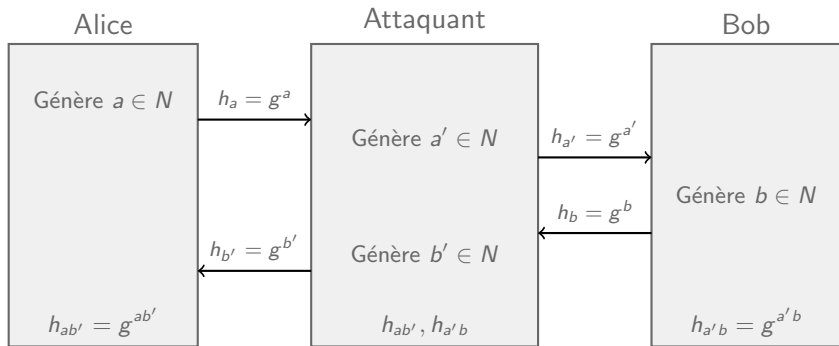 Alice
Attaquant
Bob
Génère a ∈ N
h_a = g^a
Génère a′ ∈ N
h_{a′} = g^{a′}
Génère b ∈ N
h_b = g^b
h_{b′} = g^{b′}
Génère b′ ∈ N
h_{ab′} = g^{ab′}
h_{ab′}, h_{a′b}
h_{a′b} = g^{a′b}